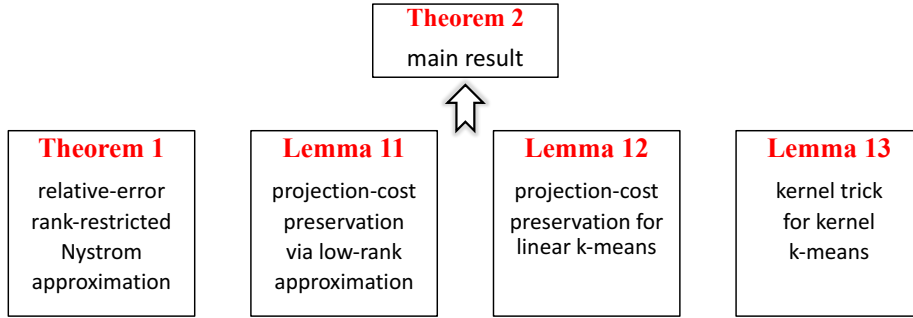 Theorem 2
main result
Theorem 1
relative-error
rank-restricted
Nystrom
approximation
Lemma 11
projection-cost
preservation
via low-rank
approximation
Lemma 12
projection-cost
preservation for
linear k-means
Lemma 13
kernel trick
for kernel
k-means